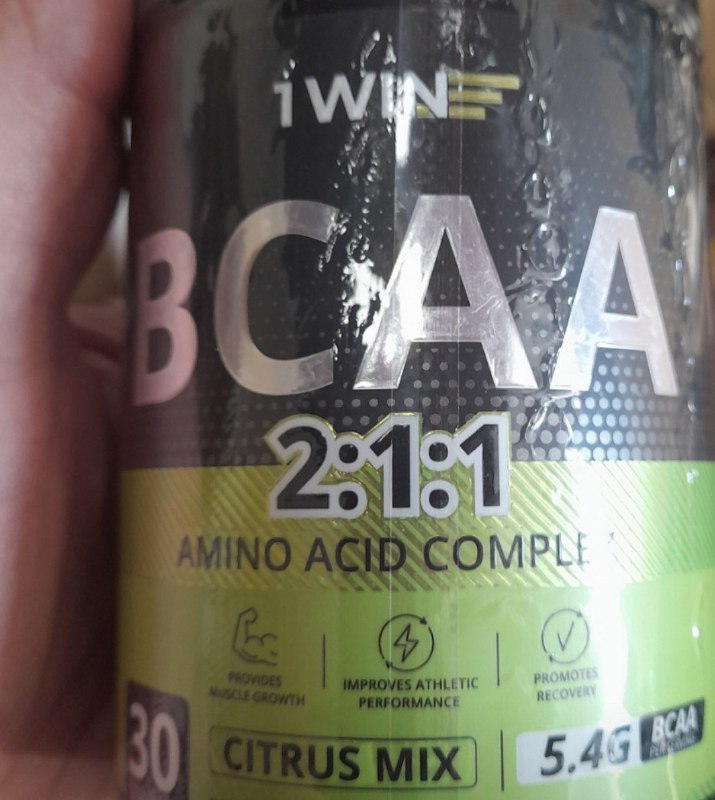 1WIN
BCAA
2:1:1
AMINO ACID COMPLEX
PROVIDES
MUSCLE GROWTH
IMPROVES ATHLETIC
PERFORMANCE
PROMOTES
RECOVERY
30
CITRUS MIX
5.4G
BCAA